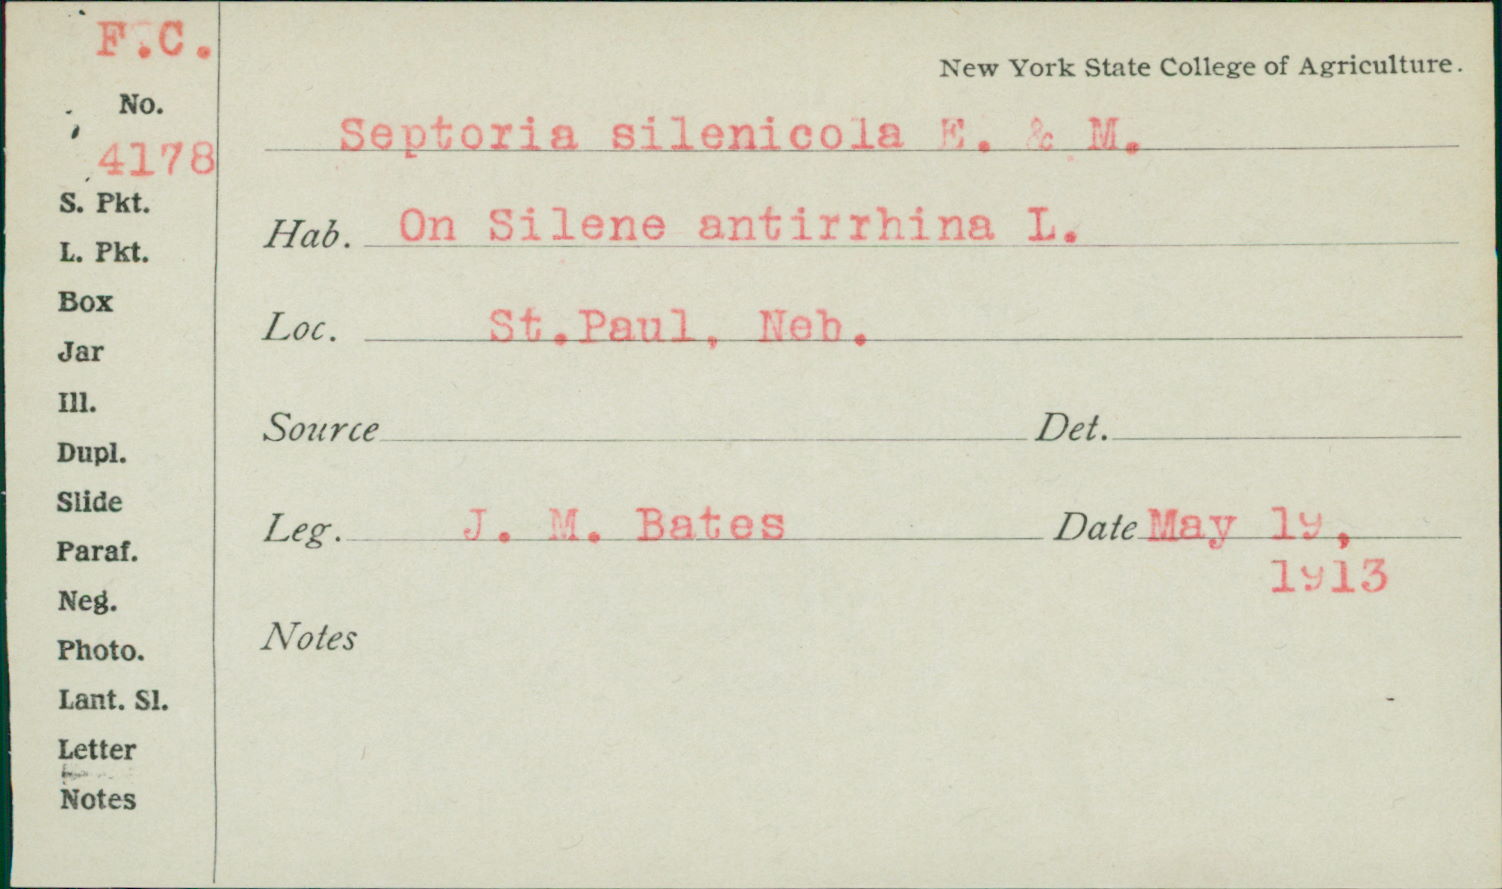 F.C.
No.
4178
S. Pkt.
L. Pkt.
Box
Jar
Ill.
Dupl.
Slide
Paraf.
Neg.
Photo.
Lant. Sl.
Letter
Notes
New York State College of Agriculture.
Septoria silenicola E. & M.
Hab. On Silene antirrhina L.
Loc. St.Paul, Neb.
Source Det.
Leg. J. M. Bates Date May 19,
1913
Notes